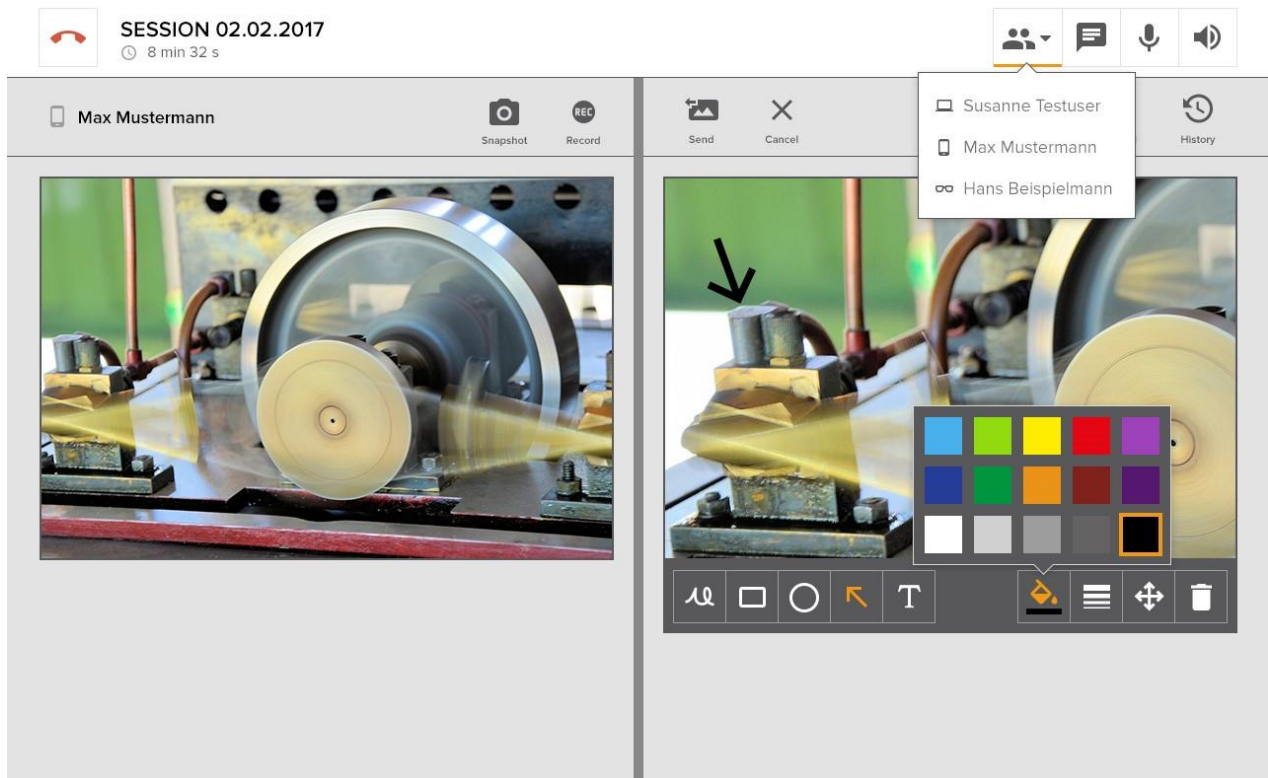 SESSION 02.02.2017
8 min 32 s
Max Mustermann
Snapshot
REC
Record
Send
Cancel
History
Susanne Testuser
Max Mustermann
Hans Beispielmann
T